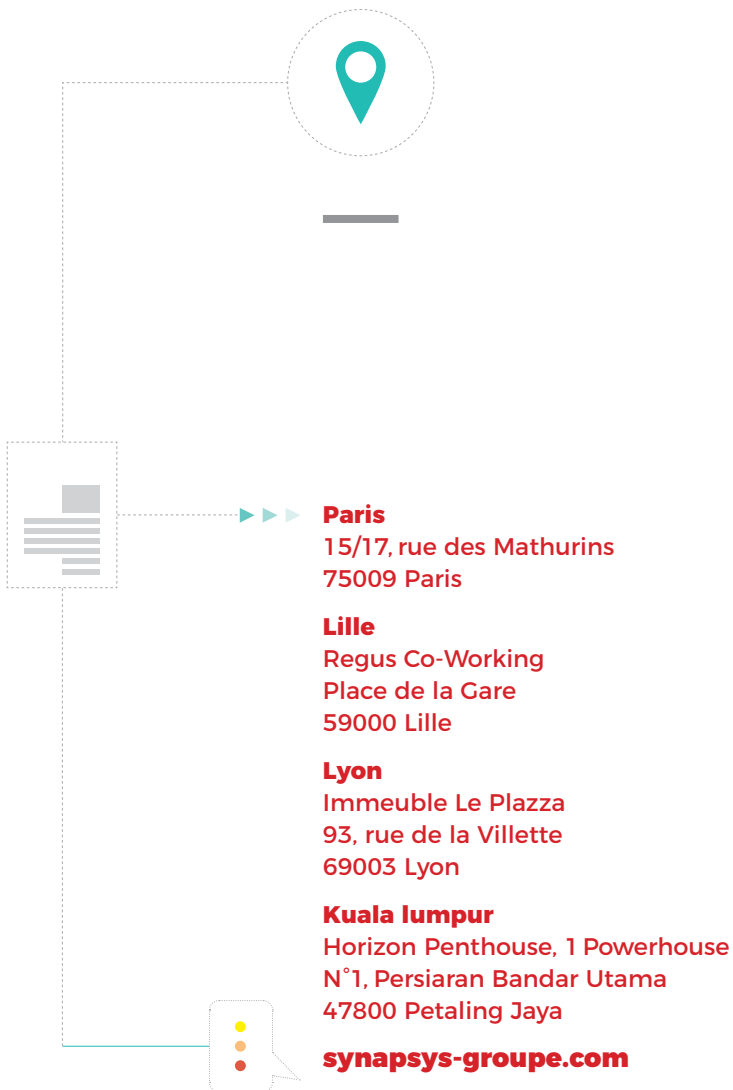 Paris
15/17, rue des Mathurins
75009 Paris
Lille
Regus Co-Working
Place de la Gare
59000 Lille
Lyon
Immeuble Le Plazza
93, rue de la Villette
69003 Lyon
Kuala lumpur
Horizon Penthouse, 1 Powerhouse
N°1, Persiaran Bandar Utama
47800 Petaling Jaya
synapsys-groupe.com